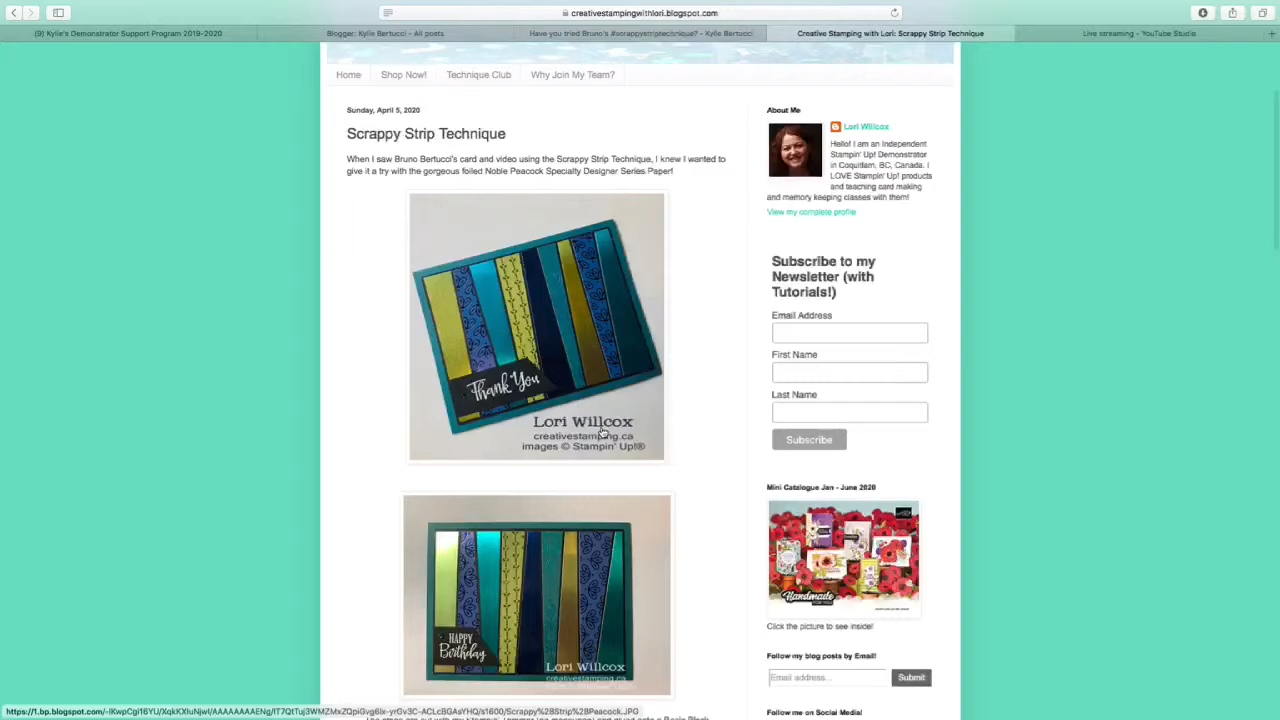 creativestampingwithlori.blogspot.com
(9) Kylie's Demonstrator Support Program 2019-2020
Blogger: Kylie Bertucci - All posts
Have you tried Bruno's #scrappystriptechnique? - Kylie Bertucci
Creative Stamping with Lori: Scrappy Strip Technique
Live streaming - YouTube Studio
Home
Shop Now!
Technique Club
Why Join My Team?
Sunday, April 5, 2020
Scrappy Strip Technique
When I saw Bruno Bertucci's card and video using the Scrappy Strip Technique, I knew I wanted to
give it a try with the gorgeous foiled Noble Peacock Specialty Designer Series Paper!
Thank You
Lori Willcox
creativestamping.ca
images © Stampin' Up!®
HAPPY
Birthday
Lori Willcox
creativestamping.ca
About Me
Lori Willcox
Hello! I am an Independent
Stampin' Up! Demonstrator
in Coquitlam, BC, Canada. I
LOVE Stampin' Up! products
and teaching card making
and memory keeping classes with them!
View my complete profile
Subscribe to my
Newsletter (with
Tutorials!)
Email Address
First Name
Last Name
Subscribe
Mini Catalogue Jan - June 2020
Handmade
Click the picture to see inside!
Follow my blog posts by Email!
Email address...
Submit
Follow me on Social Media!